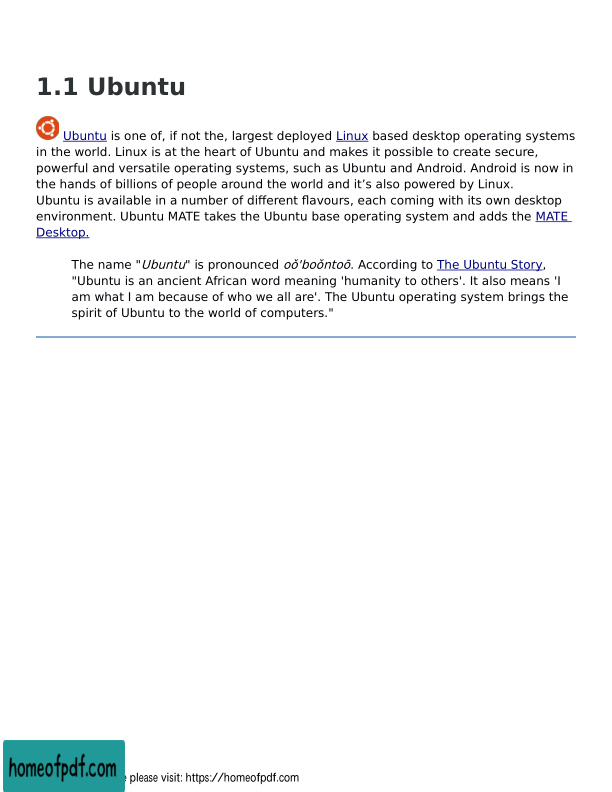 1.1 Ubuntu
Ubuntu is one of, if not the, largest deployed Linux based desktop operating systems
in the world. Linux is at the heart of Ubuntu and makes it possible to create secure,
powerful and versatile operating systems, such as Ubuntu and Android. Android is now in
the hands of billions of people around the world and it’s also powered by Linux.
Ubuntu is available in a number of different flavours, each coming with its own desktop
environment. Ubuntu MATE takes the Ubuntu base operating system and adds the MATE
Desktop.
The name "Ubuntu" is pronounced oǒ'boǒntoō. According to The Ubuntu Story,
"Ubuntu is an ancient African word meaning 'humanity to others'. It also means 'I
am what I am because of who we all are'. The Ubuntu operating system brings the
spirit of Ubuntu to the world of computers."
homeofpdf.com
please visit: https://homeofpdf.com